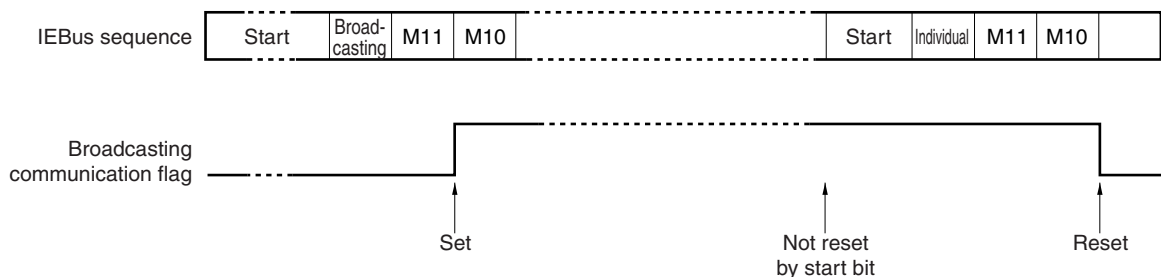 IEBus sequence
Start
Broad-
casting
M11
M10
Start
Individual
M11
M10
Broadcasting
communication flag
Set
Not reset
by start bit
Reset